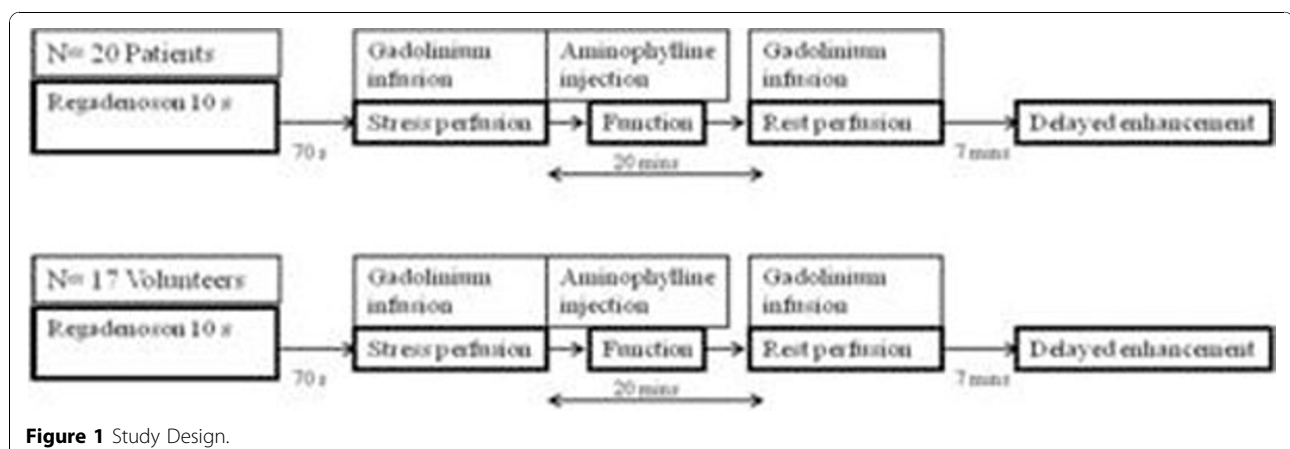 N= 20 Patients
Regadenoson 10 s
70 s
Gadolinium
infusion
Stress perfusion
Aminophylline
injection
Function
20 mins
Gadolinium
infusion
Rest perfusion
7 mins
Delayed enhancement
N= 17 Volunteers
Regadenoson 10 s
70 s
Gadolinium
infusion
Stress perfusion
Aminophylline
injection
Function
20 mins
Gadolinium
infusion
Rest perfusion
7 mins
Delayed enhancement
Figure 1 Study Design.